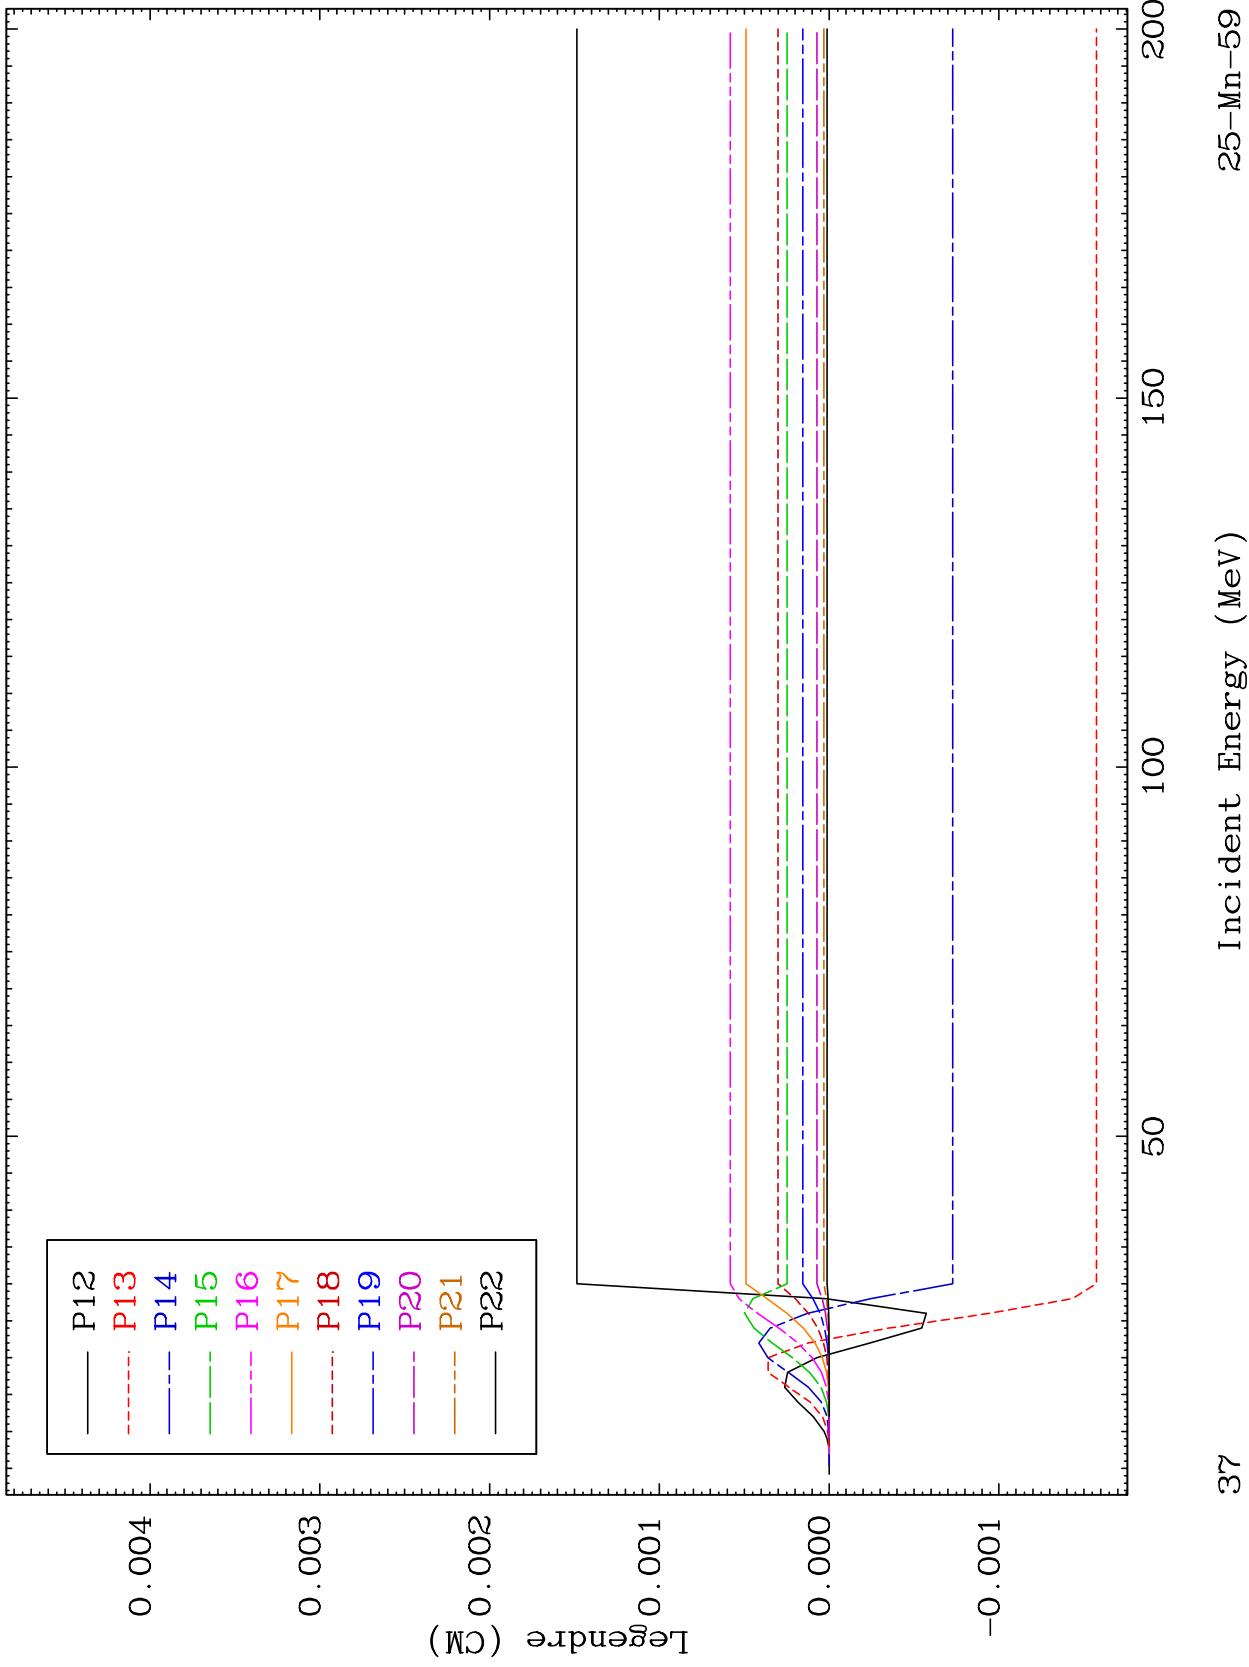 P12
P13
P14
P15
P16
P17
P18
P19
P20
P21
P22
0.004
0.003
0.002
0.001
0.000
-0.001
Legendre (CM)
50
100
150
200
Incident Energy (MeV)
37
25-Mn-59